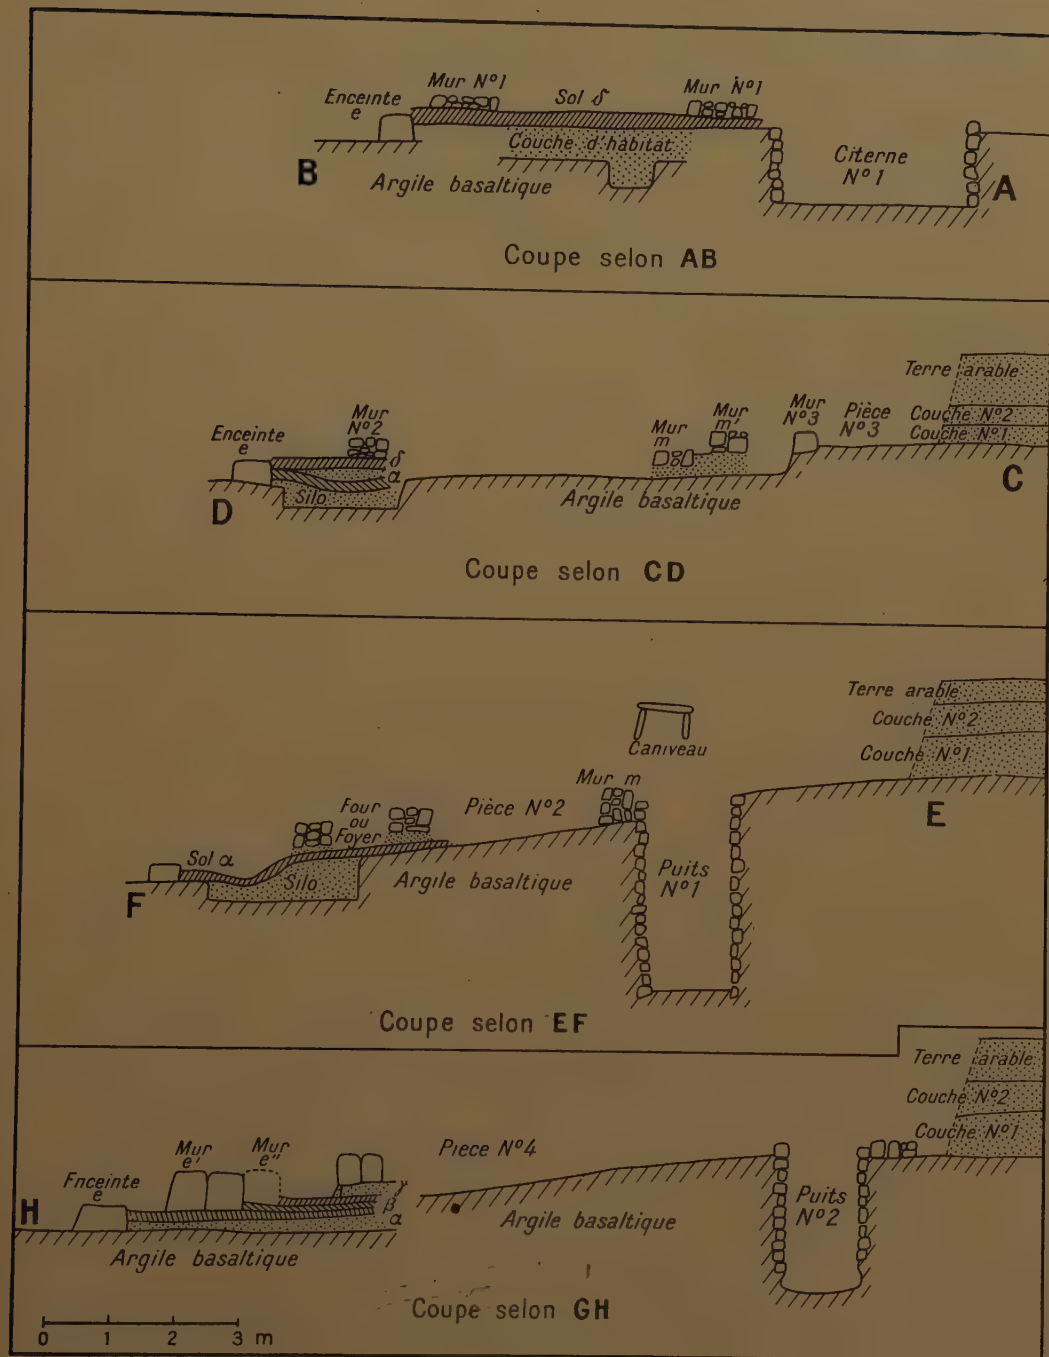 Mur N°1
Sol δ
Mur N°1
Enceinte
e
Couche d'habitat
Citerne
N°1
B
Argile basaltique
A
Coupe selon AB
Terre arable
Mur
N°2
Mur
m
Mur
m'
Mur
N°3
Pièce
N°3
Couche N°2
Couche N°1
Enceinte
e
δ
α
Silo
D
Argile basaltique
C
Coupe selon CD
Terre arable
Couche N°2
Couche N°1
Caniveau
Mur m
Four
ou
Foyer
Pièce N°2
E
Sol α
Silo
Argile basaltique
Puits
N°1
F
Coupe selon EF
Terre arable
Couche N°2
Couche N°1
Mur
e'
Mur
e"
Pièce N°4
Enceinte
e
γ
β
α
H
Argile basaltique
Puits
N°2
Argile basaltique
Coupe selon GH
0 1 2 3 m